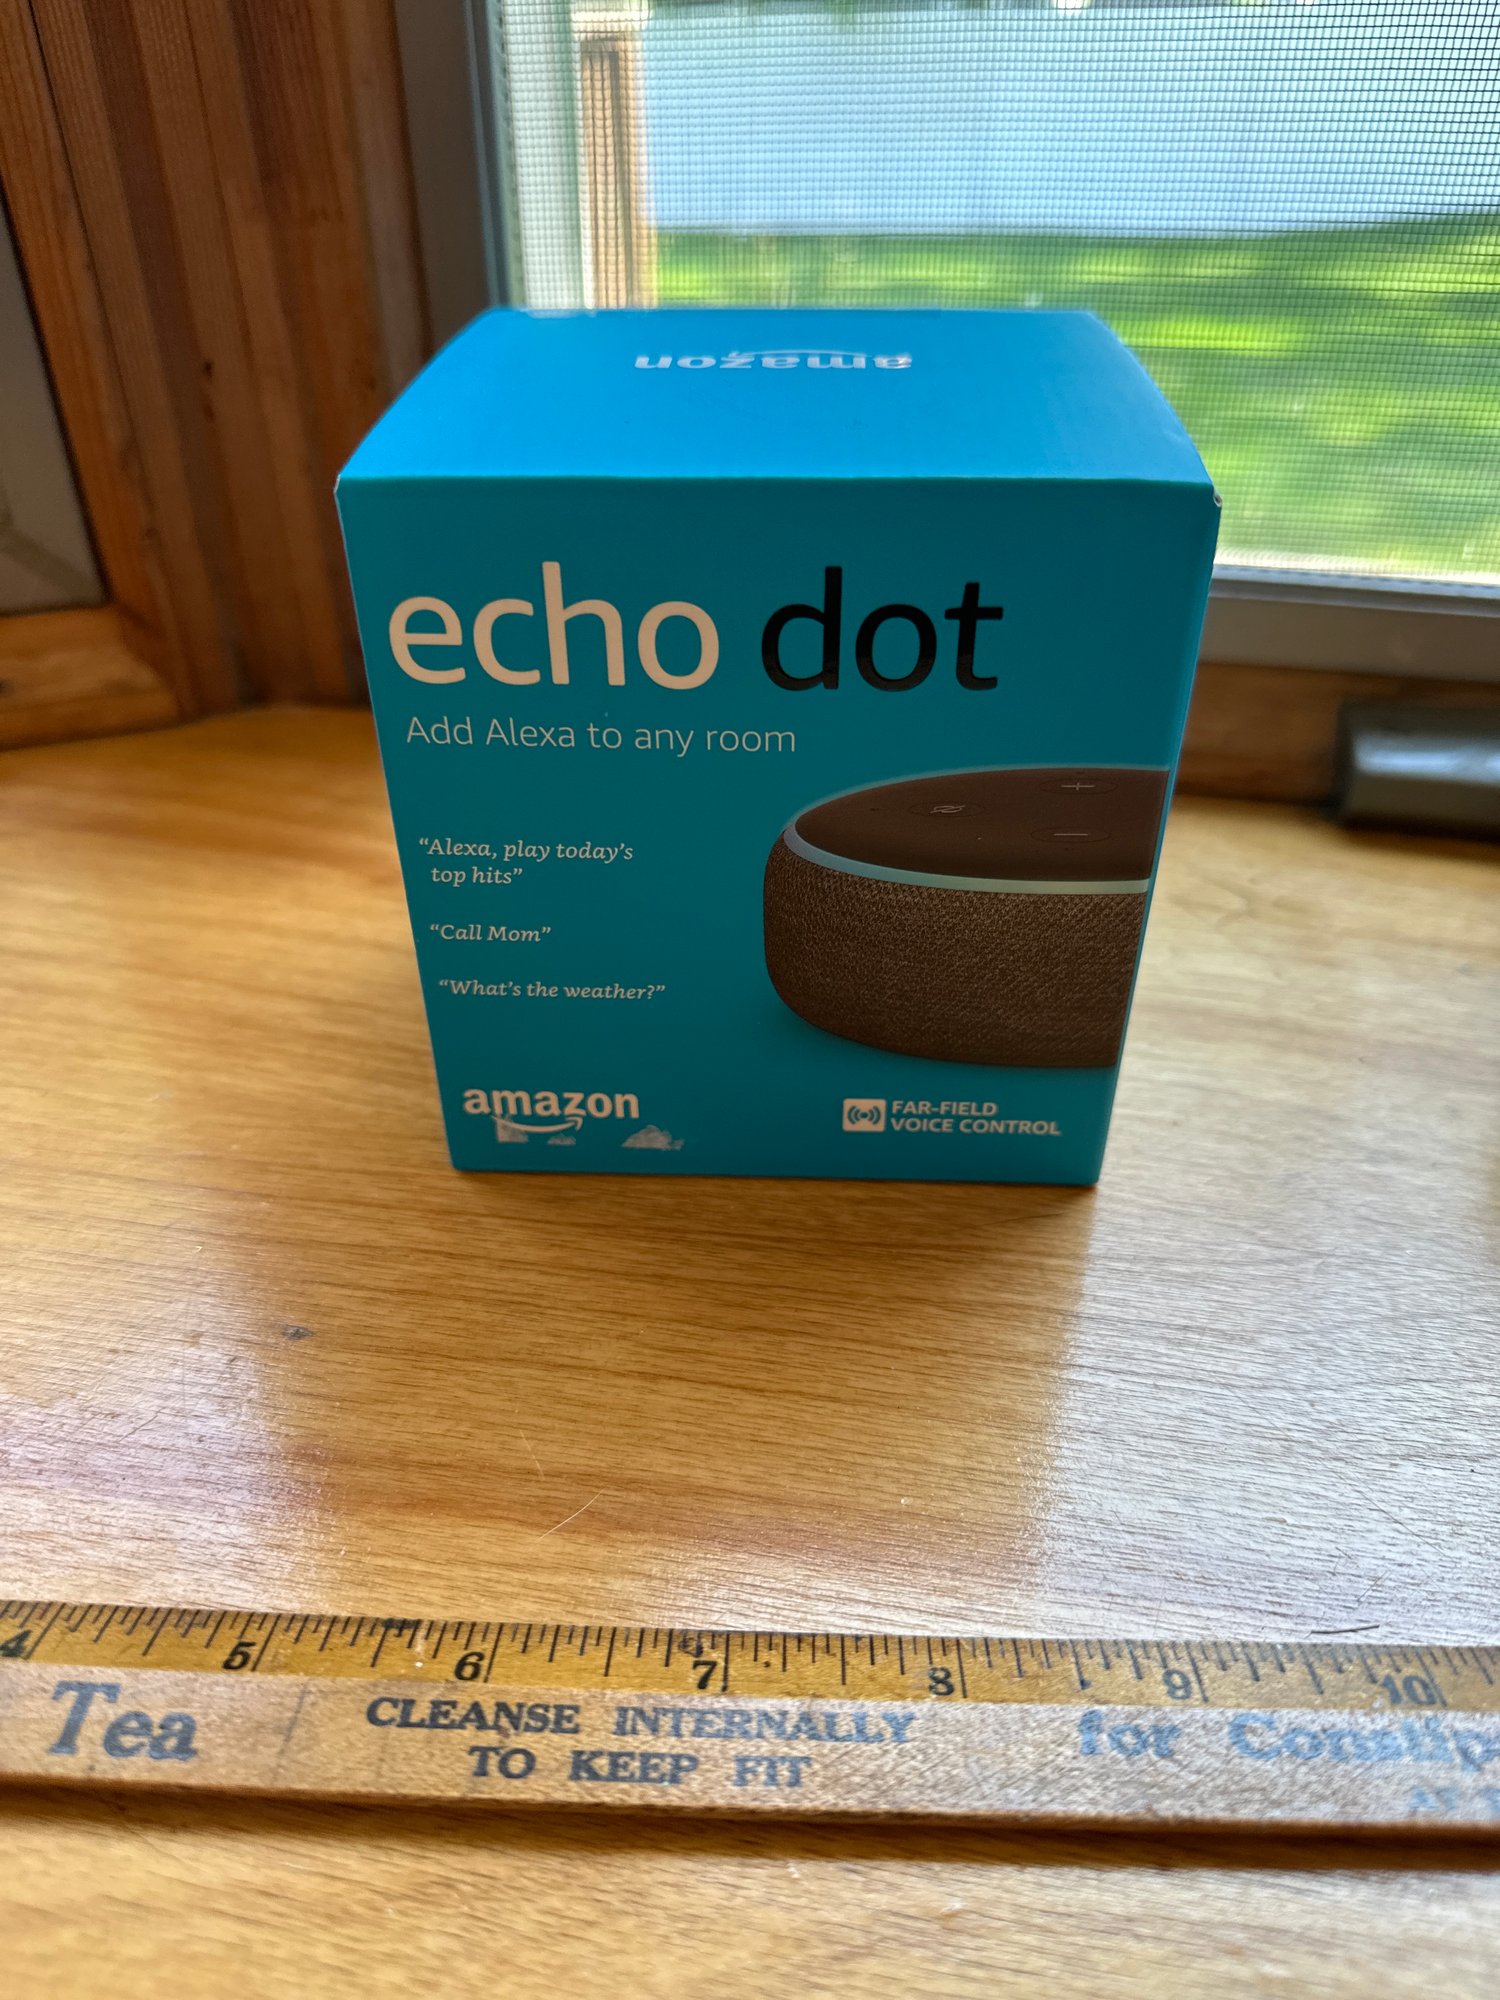 amazon
echo dot
Add Alexa to any room
“Alexa, play today’s
top hits”
“Call Mom”
“What’s the weather?”
amazon
FAR-FIELD
VOICE CONTROL
4 5 6 7 8 9 10
Tea CLEANSE INTERNALLY for
TO KEEP FIT